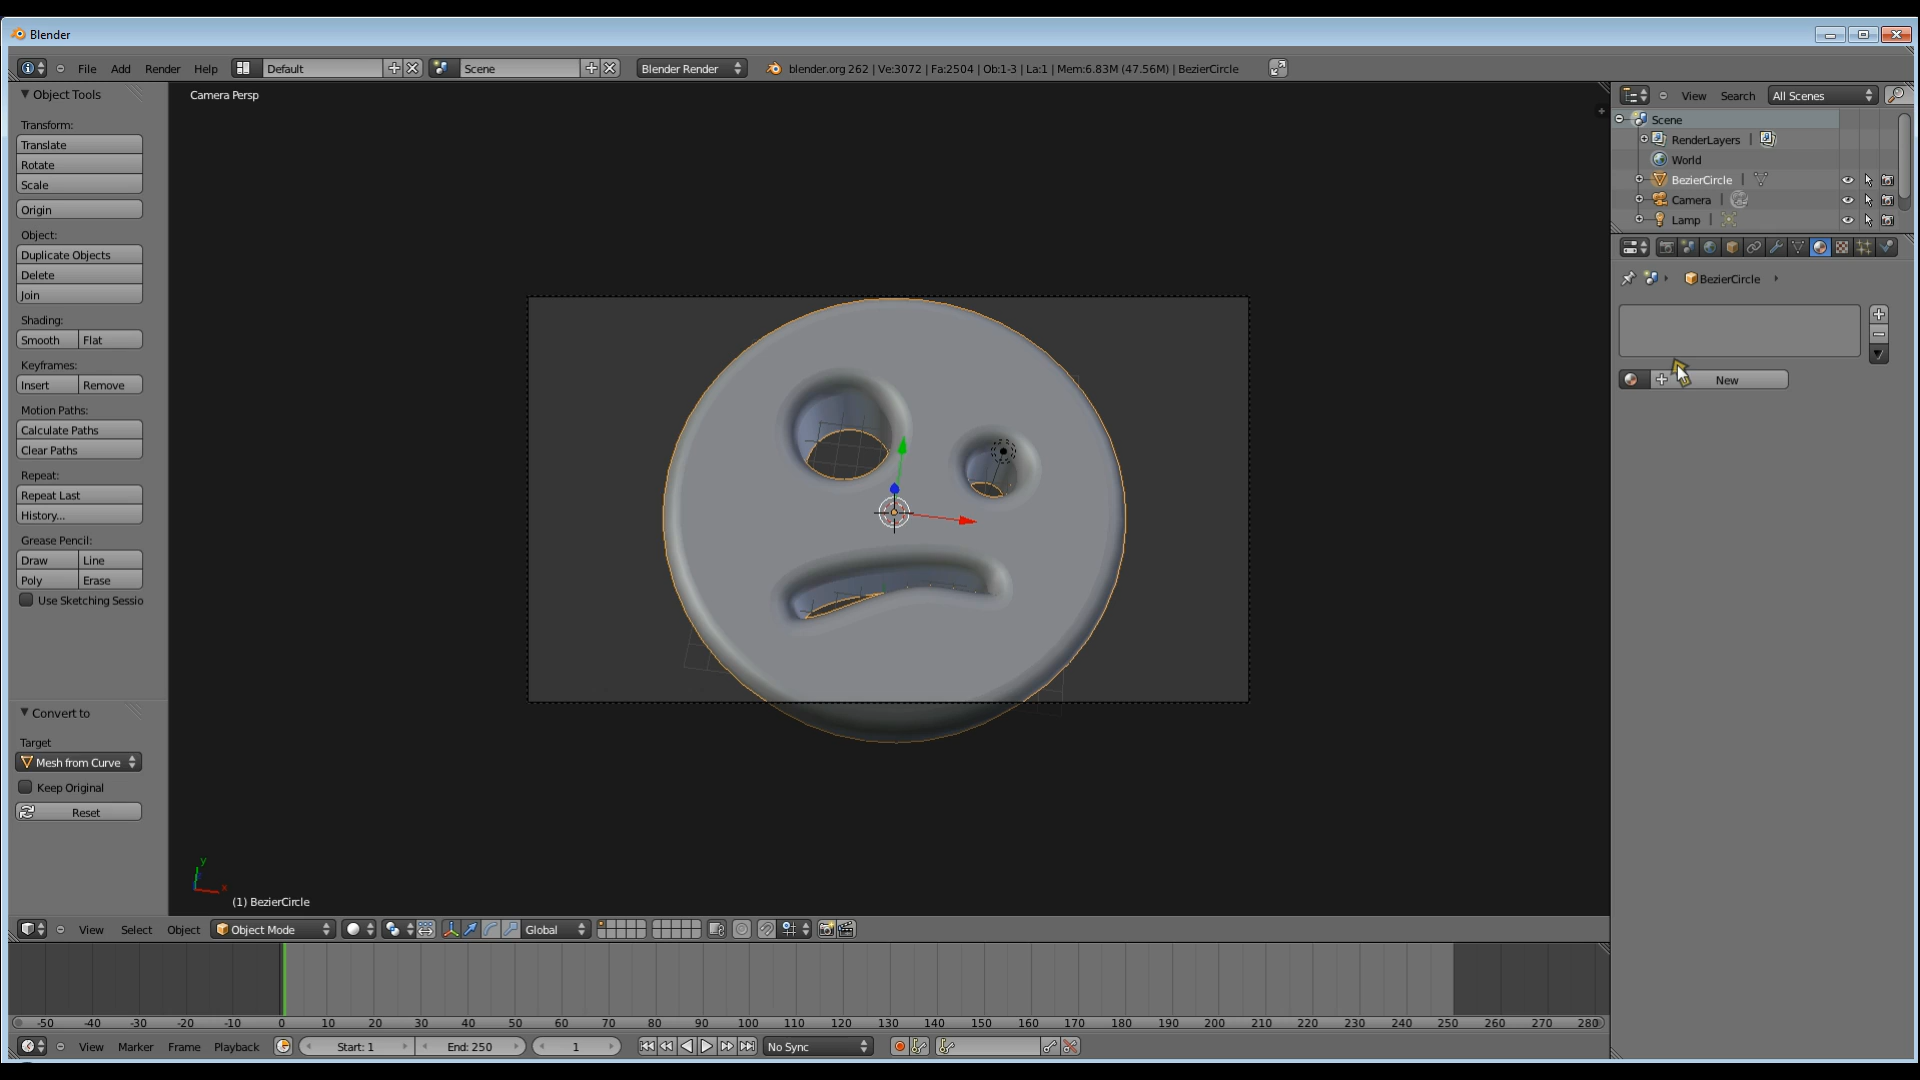 Blender
File Add Render Help Default Scene Blender Render blender.org 262 | Ve:3072 | Fa:2504 | Ob:1-3 | La:1 | Mem:6.83M (47.56M) | BezierCircle
Object Tools
Camera Persp
View Search All Scenes
Scene
RenderLayers |
World
BezierCircle |
Camera |
Lamp |
BezierCircle
New
Transform:
Translate
Rotate
Scale
Origin
Object:
Duplicate Objects
Delete
Join
Shading:
Smooth Flat
Keyframes:
Insert Remove
Motion Paths:
Calculate Paths
Clear Paths
Repeat:
Repeat Last
History...
Grease Pencil:
Draw Line
Poly Erase
Use Sketching Sessio
Convert to
Target
Mesh from Curve
Keep Original
Reset
y
x
(1) BezierCircle
View Select Object Object Mode Global
-50 -40 -30 -20 -10 0 10 20 30 40 50 60 70 80 90 100 110 120 130 140 150 160 170 180 190 200 210 220 230 240 250 260 270 280
View Marker Frame Playback Start: 1 End: 250 1 No Sync